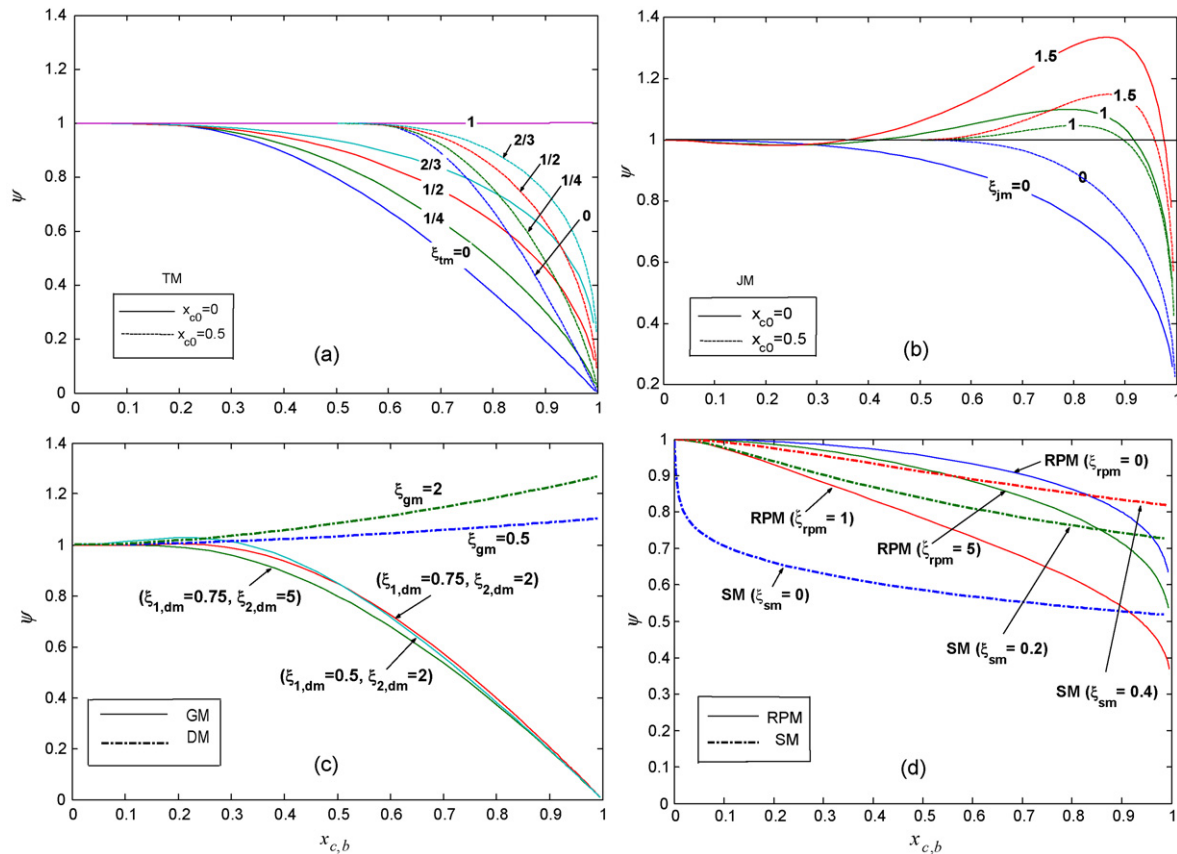 1.4
1.2
1
0.8
0.6
0.4
0.2
0
ψ
1
2/3
1/2
1/4
0
2/3
1/2
1/4
ξtm=0
TM
xc0=0
xc0=0.5
(a)
0 0.1 0.2 0.3 0.4 0.5 0.6 0.7 0.8 0.9 1
1.4
1.2
1
0.8
0.6
0.4
0.2
ψ
1.5
1.5
1
1
0
ξjm=0
JM
xc0=0
xc0=0.5
(b)
0 0.1 0.2 0.3 0.4 0.5 0.6 0.7 0.8 0.9 1
1.4
1.2
1
0.8
0.6
0.4
0.2
0
ψ
ξgm=2
ξgm=0.5
(ξ1,dm=0.75, ξ2,dm=5)
(ξ1,dm=0.75, ξ2,dm=2)
(ξ1,dm=0.5, ξ2,dm=2)
GM
DM
(c)
0 0.1 0.2 0.3 0.4 0.5 0.6 0.7 0.8 0.9 1
xc,b
1
0.9
0.8
0.7
0.6
0.5
0.4
0.3
0.2
0.1
0
ψ
RPM (ξrpm= 0)
RPM (ξrpm= 1)
RPM (ξrpm= 5)
SM (ξsm= 0)
SM (ξsm= 0.2)
SM (ξsm= 0.4)
RPM
SM
(d)
0 0.1 0.2 0.3 0.4 0.5 0.6 0.7 0.8 0.9 1
xc,b